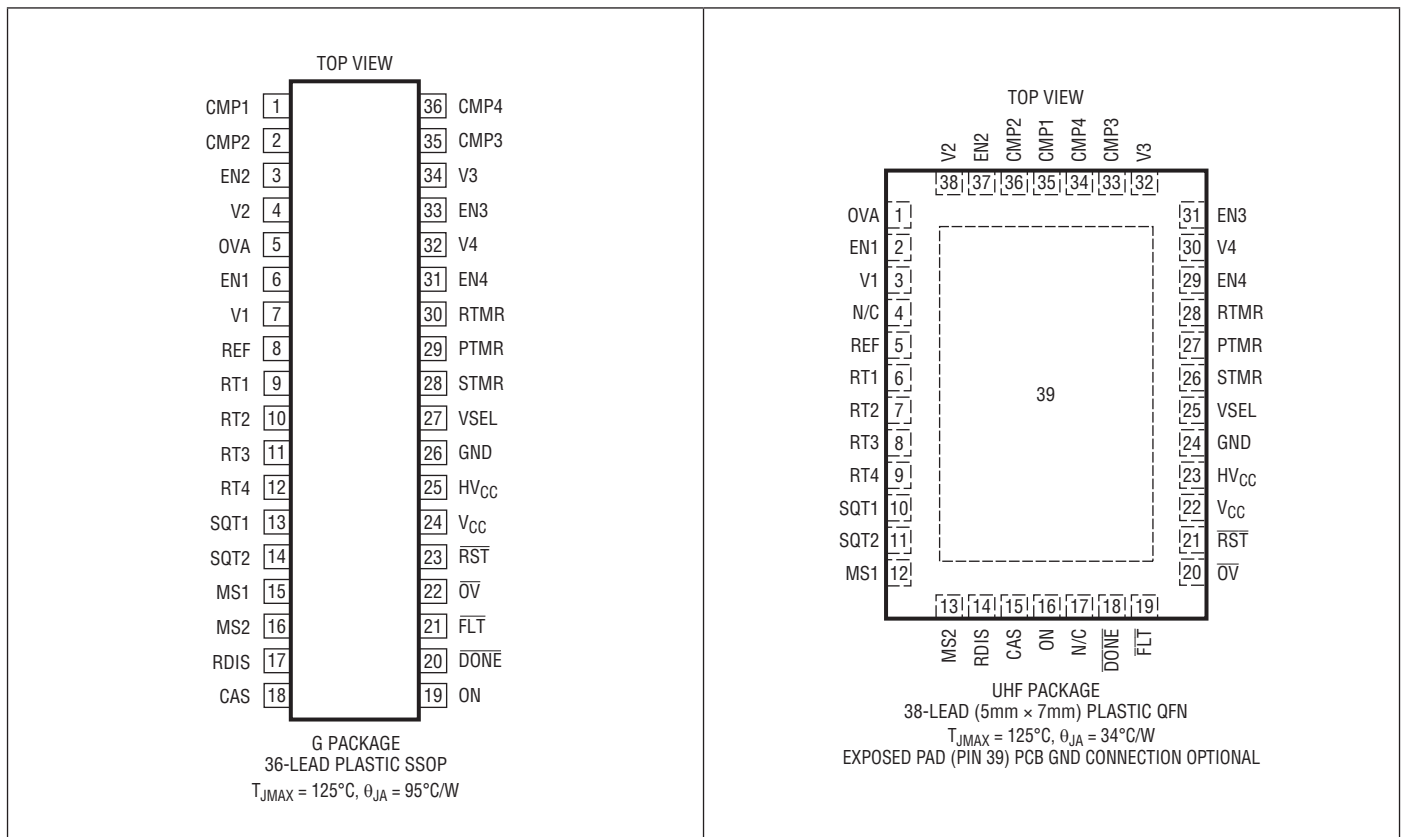 TOP VIEW
CMP1 1 36 CMP4
CMP2 2 35 CMP3
EN2 3 34 V3
V2 4 33 EN3
OVA 5 32 V4
EN1 6 31 EN4
V1 7 30 RTMR
REF 8 29 PTMR
RT1 9 28 STMR
RT2 10 27 VSEL
RT3 11 26 GND
RT4 12 25 HVCC
SQT1 13 24 VCC
SQT2 14 23 R̅S̅T̅
MS1 15 22 O̅V̅
MS2 16 21 F̅L̅T̅
RDIS 17 20 D̅O̅N̅E̅
CAS 18 19 ON
G PACKAGE
36-LEAD PLASTIC SSOP
TJMAX = 125°C, θJA = 95°C/W
TOP VIEW
V2 EN2 CMP2 CMP1 CMP4 CMP3 V3
38 37 36 35 34 33 32
OVA 1 31 EN3
EN1 2 30 V4
V1 3 29 EN4
N/C 4 28 RTMR
REF 5 27 PTMR
RT1 6 26 STMR
RT2 7 25 VSEL
RT3 8 24 GND
RT4 9 23 HVCC
SQT1 10 22 VCC
SQT2 11 21 R̅S̅T̅
MS1 12 20 O̅V̅
39
13 14 15 16 17 18 19
MS2 RDIS CAS ON N/C D̅O̅N̅E̅ F̅L̅T̅
UHF PACKAGE
38-LEAD (5mm × 7mm) PLASTIC QFN
TJMAX = 125°C, θJA = 34°C/W
EXPOSED PAD (PIN 39) PCB GND CONNECTION OPTIONAL